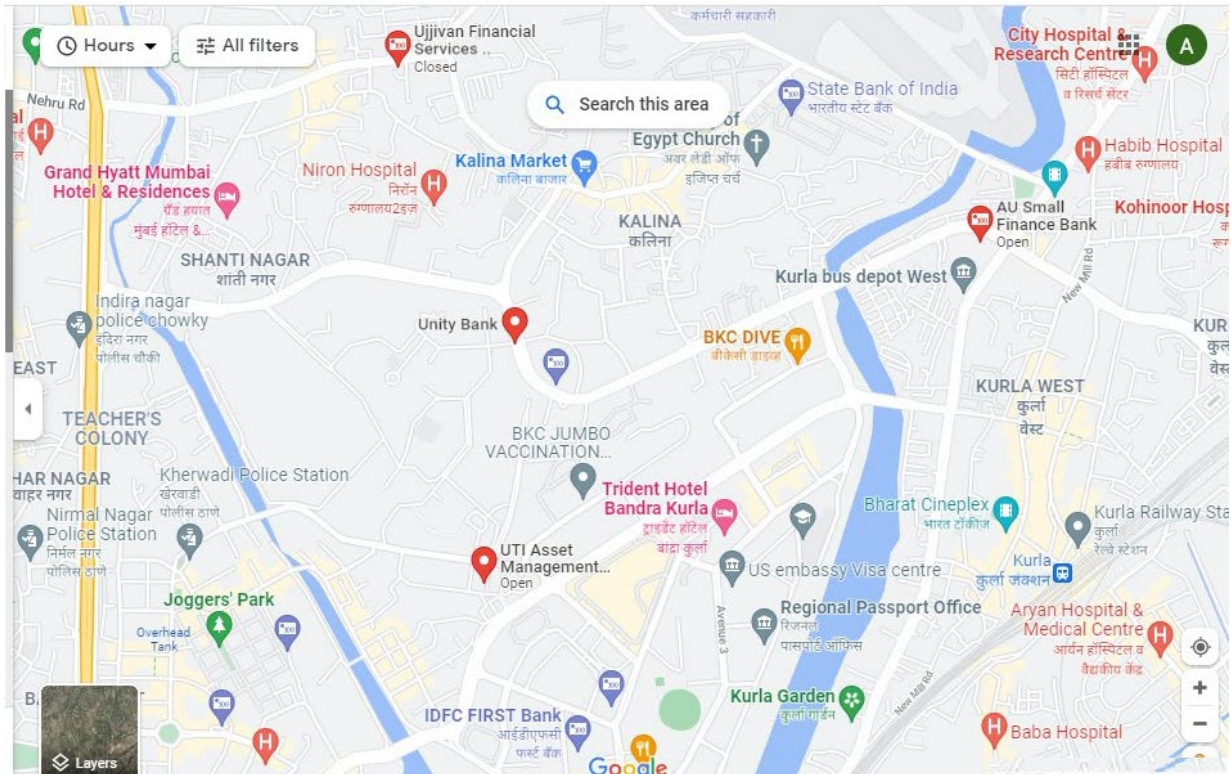 कर्मचारी सहकारी
Hours
All filters
Ujjivan Financial
Services ..
Closed
City Hospital &
Research Centre
सिटी हॉस्पिटल
व रिसर्च सेंटर
A
Nehru Rd
Search this area
State Bank of India
भारतीय स्टेट बँक
of
Egypt Church
अवर लेडी ऑफ
इजिप्त चर्च
Habib Hospital
हबीब रुग्णालय
Kalina Market
कलिना बाजार
Niron Hospital
निरॉन
रुग्णालय2इज़
Grand Hyatt Mumbai
Hotel & Residences
ग्रँड हयात
मुंबई हॉटेल &...
AU Small
Finance Bank
Open
Kohinoor Hosp
KALINA
कलिना
SHANTI NAGAR
शांती नगर
Kurla bus depot West
New Mill Rd
Indira nagar
police chowky
इंदिरा नगर
पोलीस चौकी
Unity Bank
BKC DIVE
बीकेसी डाइव्ह
KUR
EAST
KURLA WEST
कुर्ला
वेस्ट
TEACHER'S
COLONY
BKC JUMBO
VACCINATION...
Kherwadi Police Station
खेरवाडी
पोलीस ठाणे
HAR NAGAR
वाहर नगर
Nirmal Nagar
Police Station
निर्मल नगर
पोलिस ठाणे
Trident Hotel
Bandra Kurla
ट्राइडेंट हॉटेल
बांद्रा कुर्ला
Bharat Cineplex
भारत टॉकीज
Kurla Railway Sta
कुर्ला
रेल्वे स्टेशन
UTI Asset
Management...
Open
US embassy Visa centre
Kurla
कुर्ला जंक्शन
Joggers' Park
Overhead
Tank
Avenue 3
Regional Passport Office
रिजनल
पासपोर्ट ऑफिस
Aryan Hospital &
Medical Centre
आर्यन हॉस्पिटल व
वैद्यकीय केंद्र
Kurla Garden
कुर्ला गार्डन
New Mill Rd
IDFC FIRST Bank
आईडीएफसी
फर्स्ट बैंक
Baba Hospital
Layers
Google